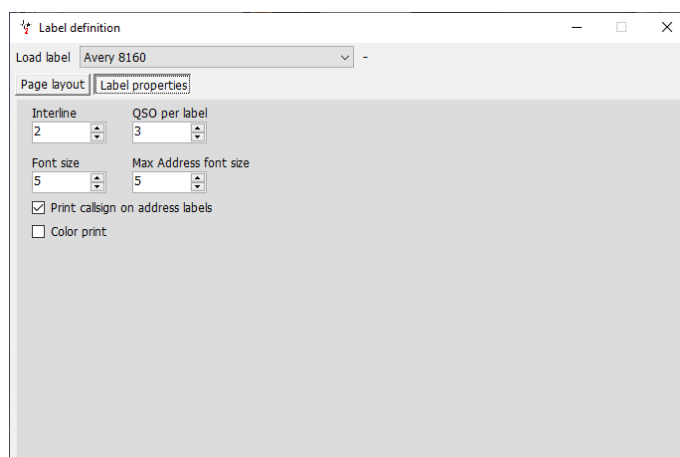 Label definition
Load label Avery 8160 -
Page layout Label properties
Interline QSO per label
2 3
Font size Max Address font size
5 5
Print callsign on address labels
Color print